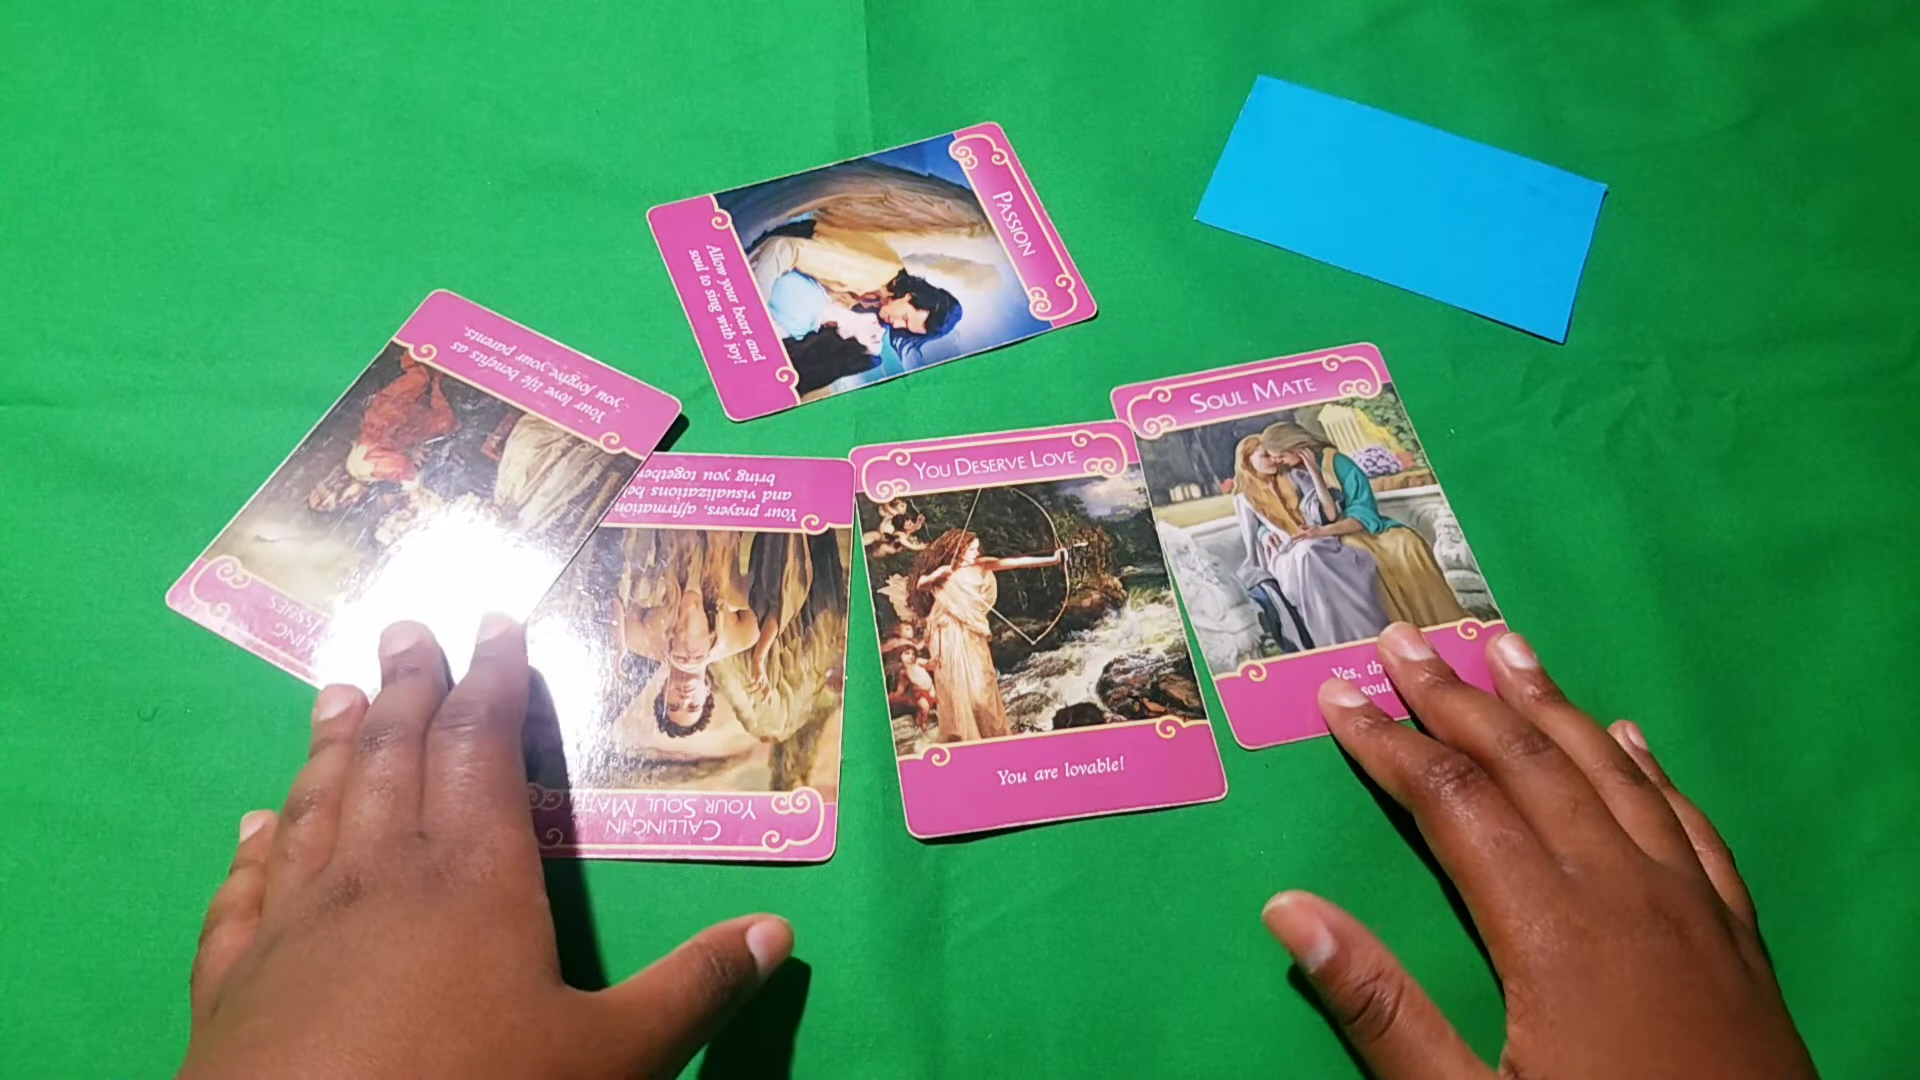 PASSION
Allow your heart and
soul to sing with joy!
Your love life benefits as
you forgive your parents.
ISSUES
Your prayers, affirmation
and visualizations
bring you together
CALLING IN
YOUR SOUL MAT
YOU DESERVE LOVE
You are lovable!
SOUL MATE
Yes, th
soul